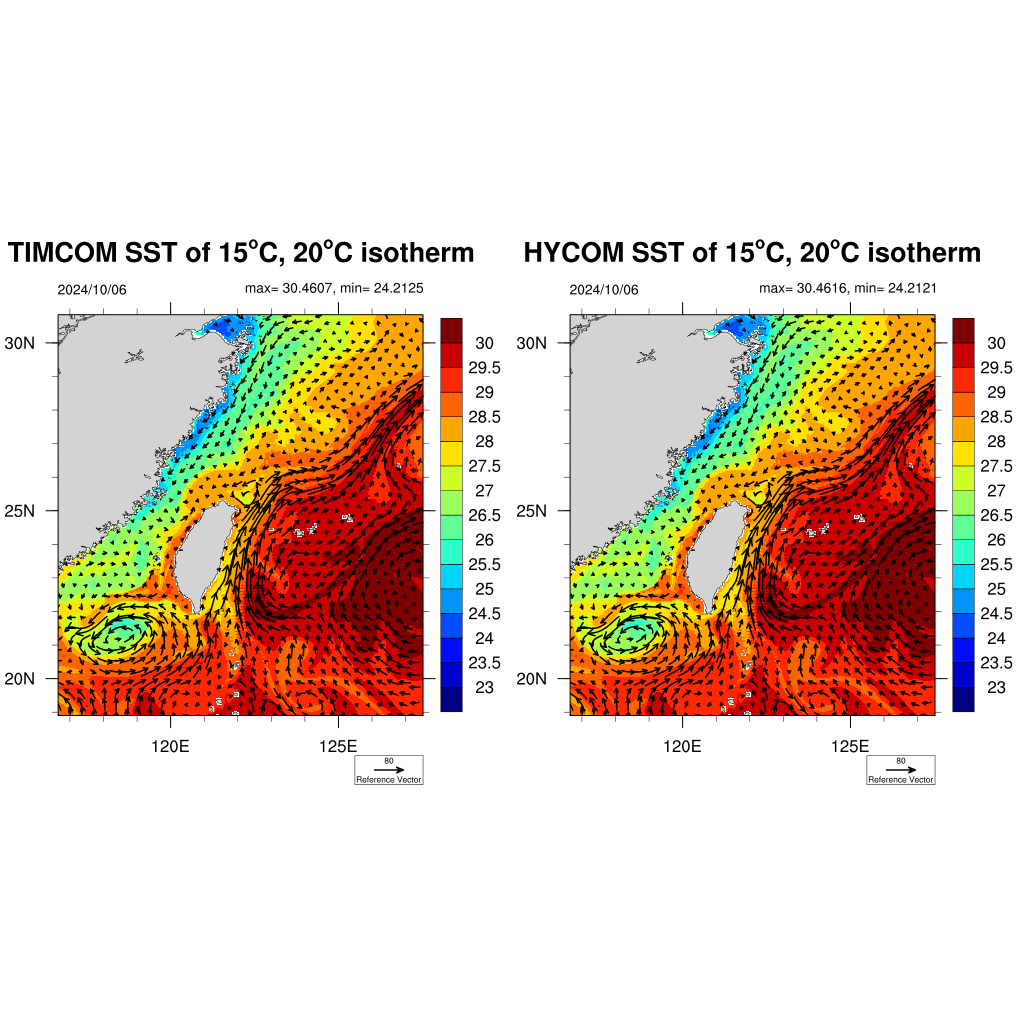 TIMCOM SST of 15°C, 20°C isotherm
2024/10/06 max= 30.4607, min= 24.2125
30N
25N
20N
120E 125E
30
29.5
29
28.5
28
27.5
27
26.5
26
25.5
25
24.5
24
23.5
23
80
Reference Vector
HYCOM SST of 15°C, 20°C isotherm
2024/10/06 max= 30.4616, min= 24.2121
30N
25N
20N
120E 125E
30
29.5
29
28.5
28
27.5
27
26.5
26
25.5
25
24.5
24
23.5
23
80
Reference Vector